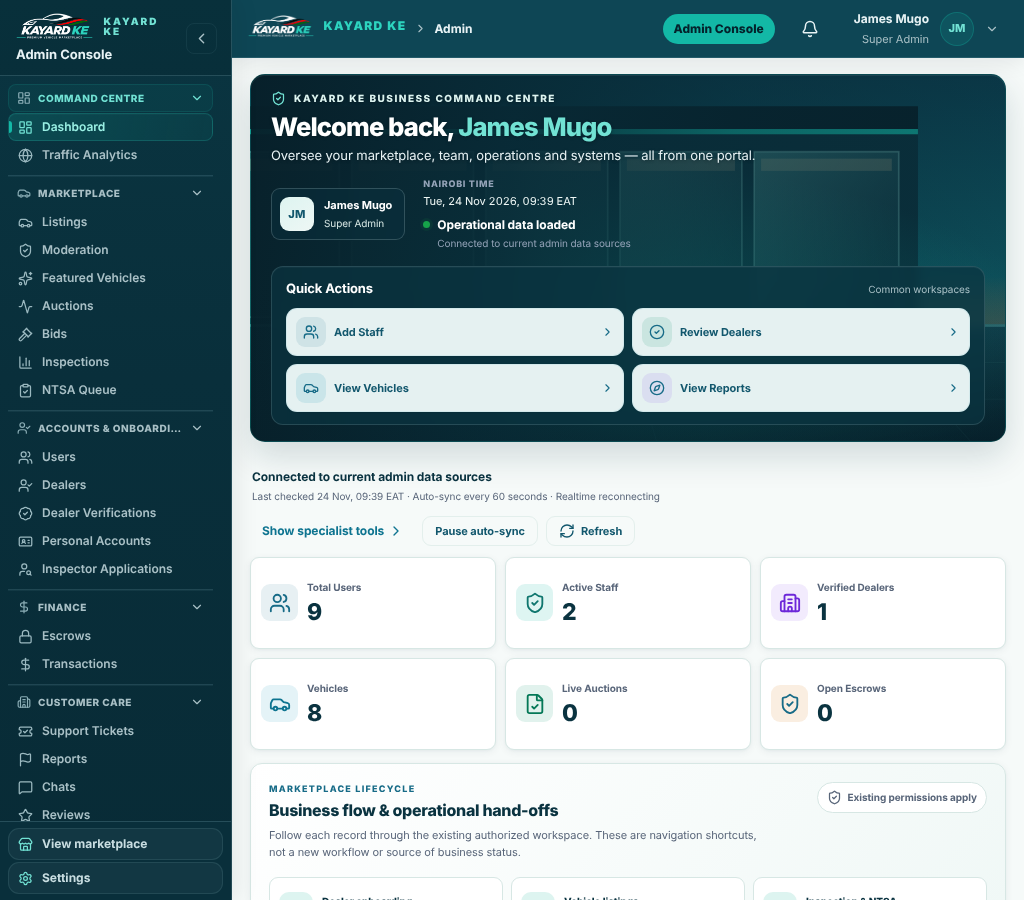 KAYARD KE
KAYARD
KE
Admin Console
COMMAND CENTRE
Dashboard
Traffic Analytics
MARKETPLACE
Listings
Moderation
Featured Vehicles
Auctions
Bids
Inspections
NTSA Queue
ACCOUNTS & ONBOARDI...
Users
Dealers
Dealer Verifications
Personal Accounts
Inspector Applications
FINANCE
Escrows
Transactions
CUSTOMER CARE
Support Tickets
Reports
Chats
Reviews
View marketplace
Settings
KAYARD KE
KAYARD KE > Admin
Admin Console
James Mugo
Super Admin
JM
KAYARD KE BUSINESS COMMAND CENTRE
Welcome back, James Mugo
Oversee your marketplace, team, operations and systems — all from one portal.
JM
James Mugo
Super Admin
NAIROBI TIME
Tue, 24 Nov 2026, 09:39 EAT
Operational data loaded
Connected to current admin data sources
Quick Actions
Common workspaces
Add Staff
Review Dealers
View Vehicles
View Reports
Connected to current admin data sources
Last checked 24 Nov, 09:39 EAT · Auto-sync every 60 seconds · Realtime reconnecting
Show specialist tools
Pause auto-sync
Refresh
Total Users
9
Active Staff
2
Verified Dealers
1
Vehicles
8
Live Auctions
0
Open Escrows
0
MARKETPLACE LIFECYCLE
Business flow & operational hand-offs
Existing permissions apply
Follow each record through the existing authorized workspace. These are navigation shortcuts,
not a new workflow or source of business status.